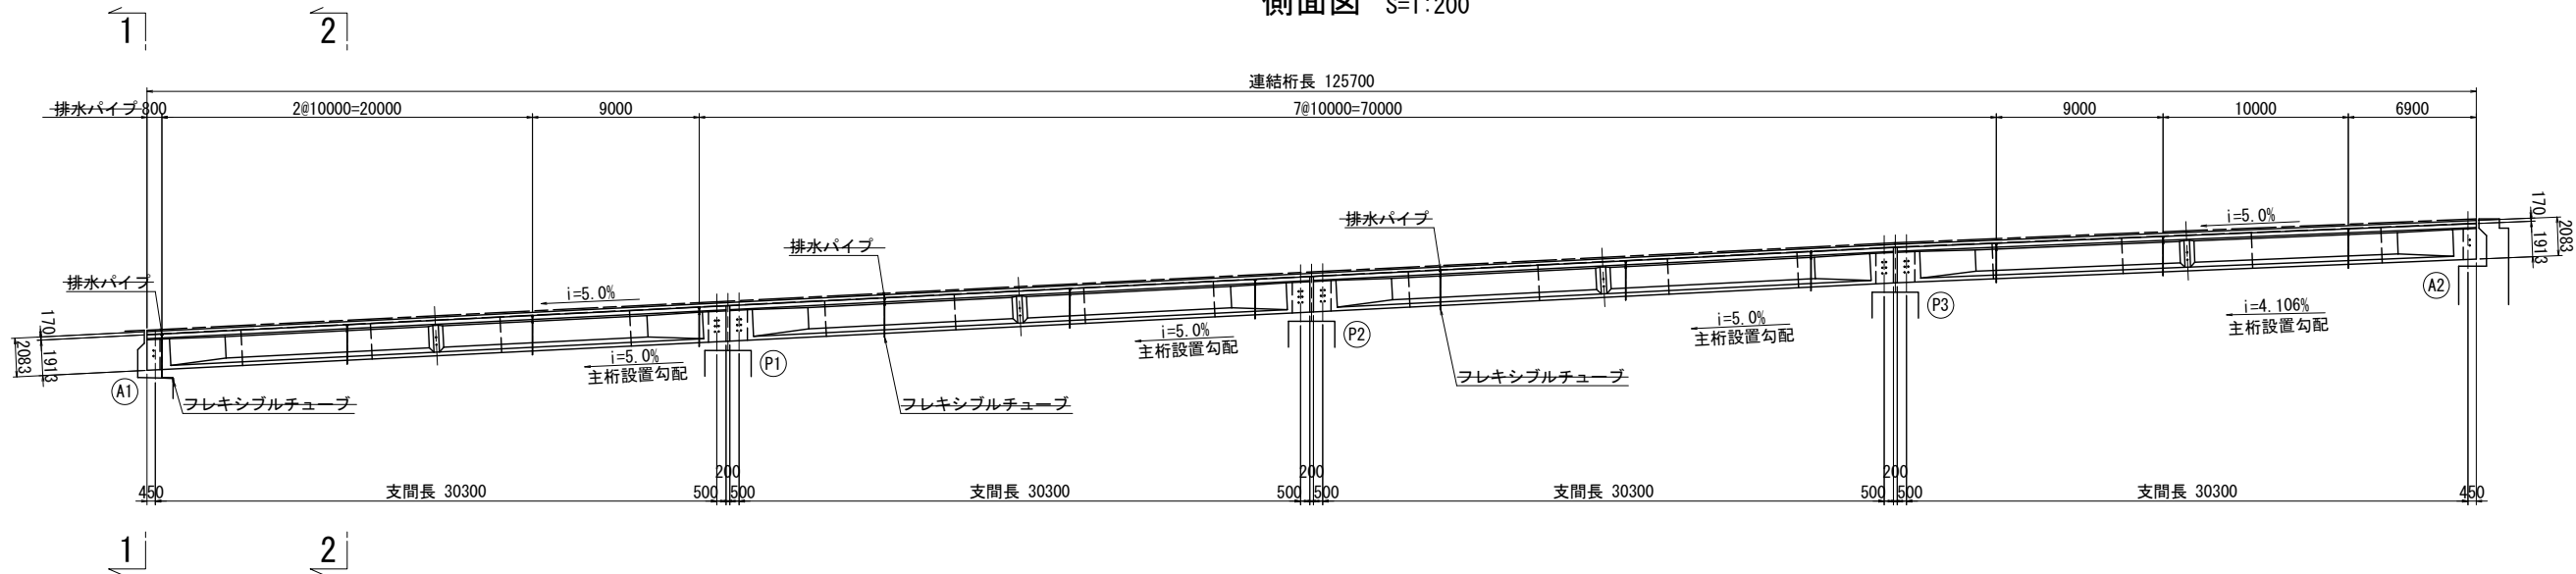 側面図 S=1:200
1
2
連結桁長 125700
排水パイプ 800
2@10000=20000
9000
7@10000=70000
9000
10000
6900
排水パイプ
排水パイプ
排水パイプ
i=5.0%
i=5.0%
170
1913
2083
170
1913
2083
A1
P1
P2
P3
A2
i=5.0%
主桁設置勾配
i=5.0%
主桁設置勾配
i=5.0%
主桁設置勾配
i=4.106%
主桁設置勾配
フレキシブルチューブ
フレキシブルチューブ
フレキシブルチューブ
200
200
200
450
支間長 30300
500
500
支間長 30300
500
500
支間長 30300
500
500
支間長 30300
450
1
2